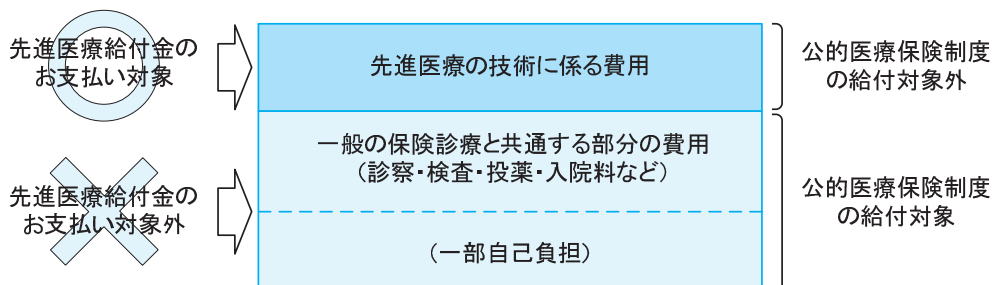 先進医療給付金の
お支払い対象
先進医療の技術に係る費用
公的医療保険制度
の給付対象外
一般の保険診療と共通する部分の費用
（診察・検査・投薬・入院料など）
先進医療給付金の
お支払い対象外
公的医療保険制度
の給付対象
（一部自己負担）